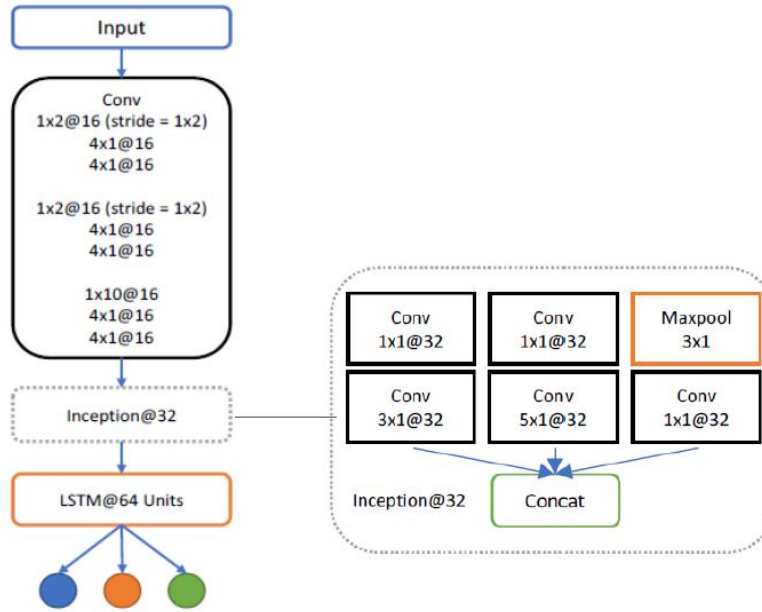 Input
Conv
1x2@16 (stride = 1x2)
4x1@16
4x1@16
1x2@16 (stride = 1x2)
4x1@16
4x1@16
1x10@16
4x1@16
4x1@16
Inception@32
LSTM@64 Units
Conv
1x1@32
Conv
1x1@32
Maxpool
3x1
Conv
3x1@32
Conv
5x1@32
Conv
1x1@32
Inception@32
Concat